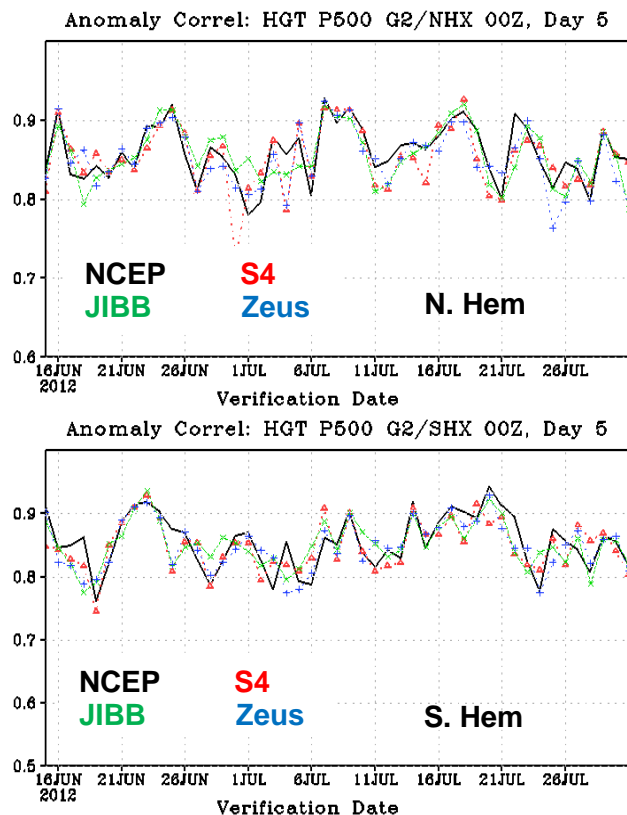 Anomaly Correl: HGT P500 G2/NHX 00Z, Day 5
0.9
0.8
0.7
0.6
NCEP S4
JIBB Zeus N. Hem
16JUN 21JUN 26JUN 1JUL 6JUL 11JUL 16JUL 21JUL 26JUL
2012
Verification Date
Anomaly Correl: HGT P500 G2/SHX 00Z, Day 5
0.9
0.8
0.7
0.6
0.5
NCEP S4
JIBB Zeus S. Hem
16JUN 21JUN 26JUN 1JUL 6JUL 11JUL 16JUL 21JUL 26JUL
2012
Verification Date